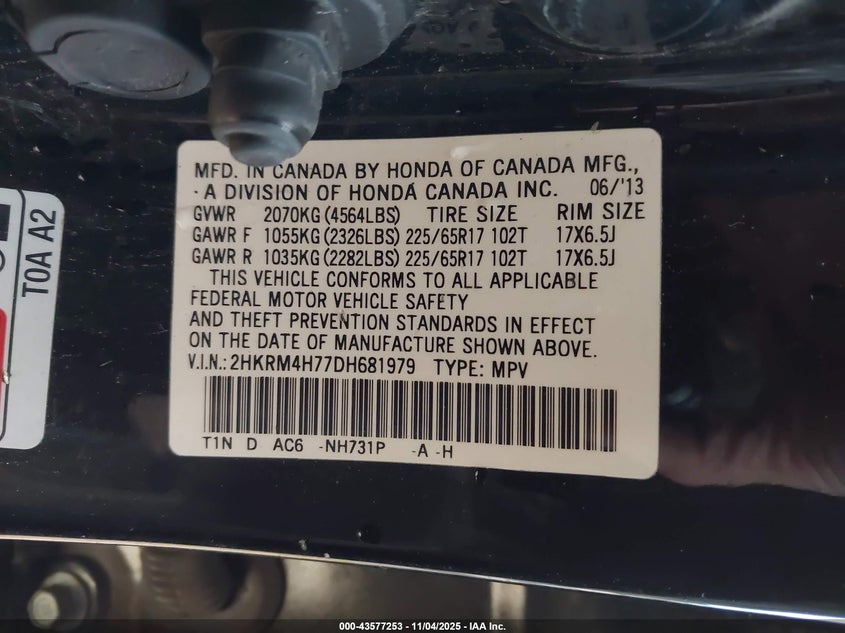 MFD. IN CANADA BY HONDA OF CANADA MFG.,
A DIVISION OF HONDA CANADA INC. 06/'13
GVWR 2070KG (4564LBS) TIRE SIZE RIM SIZE
GAWR F 1055KG (2326LBS) 225/65R17 102T 17X6.5J
GAWR R 1035KG (2282LBS) 225/65R17 102T 17X6.5J
THIS VEHICLE CONFORMS TO ALL APPLICABLE
FEDERAL MOTOR VEHICLE SAFETY
AND THEFT PREVENTION STANDARDS IN EFFECT
ON THE DATE OF MANUFACTURE SHOWN ABOVE.
V.I.N.: 2HKRM4H77DH681979 TYPE: MPV
T1N D AC6 -NH731P -A -H
T0A A2
000-43577253 - 11/04/2025 - IAA Inc.